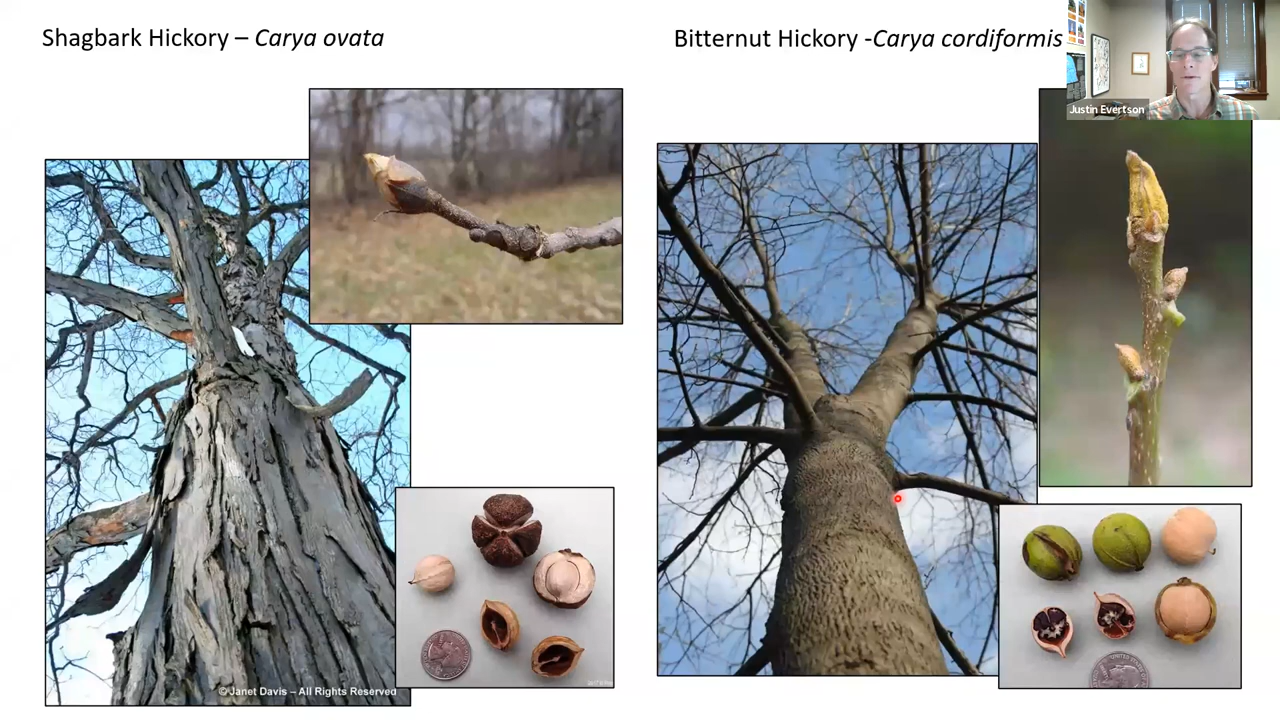 Shagbark Hickory – Carya ovata
Bitternut Hickory -Carya cordiformis
Justin Evertson
© Janet Davis – All Rights Reserved